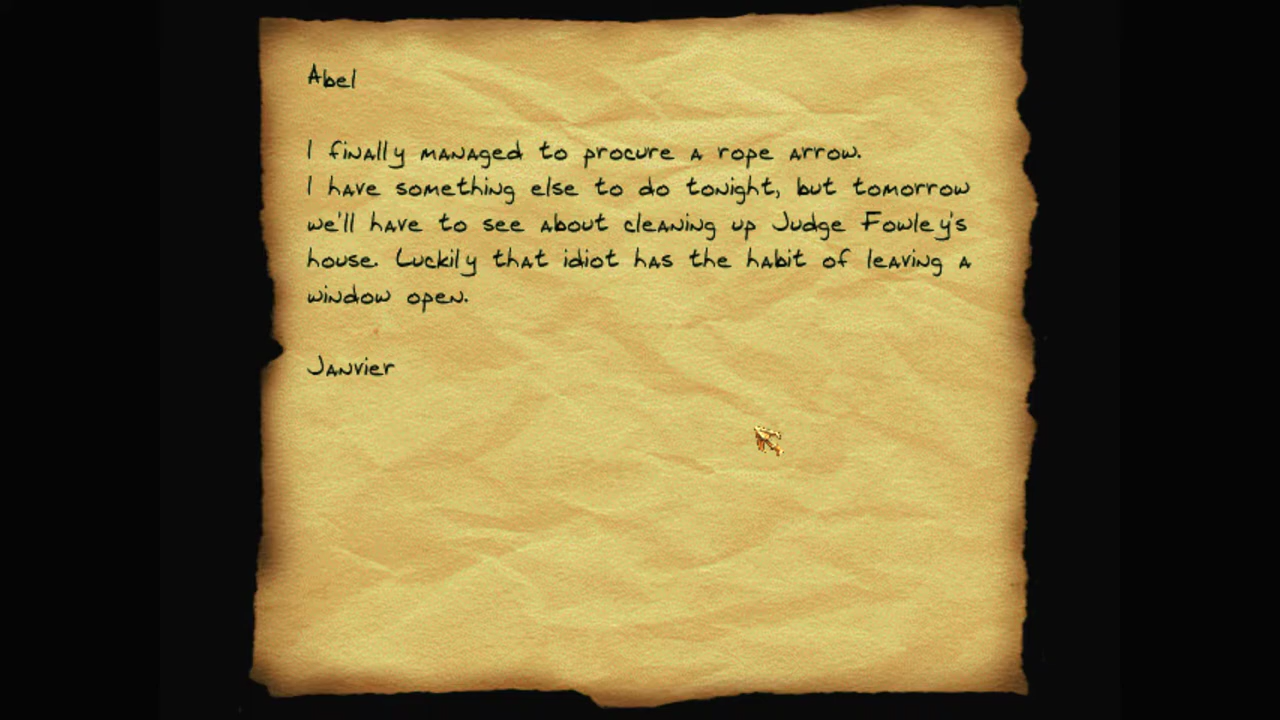 Abel
I finally managed to procure a rope arrow.
I have something else to do tonight, but tomorrow
we'll have to see about cleaning up Judge Fowley's
house. Luckily that idiot has the habit of leaving a
window open.
Janvier